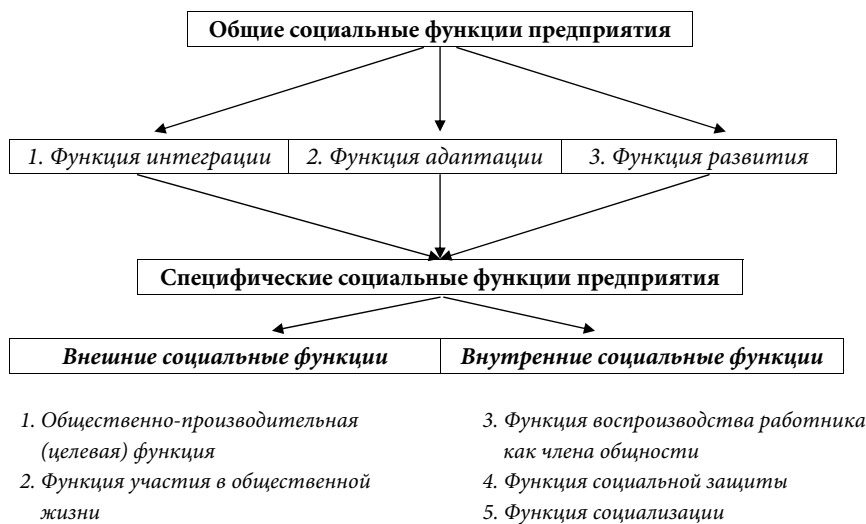 Общие социальные функции предприятия
1. Функция интеграции 2. Функция адаптации 3. Функция развития
Специфические социальные функции предприятия
Внешние социальные функции Внутренние социальные функции
1. Общественно-производительная
(целевая) функция
2. Функция участия в общественной
жизни
3. Функция воспроизводства работника
как члена общности
4. Функция социальной защиты
5. Функция социализации